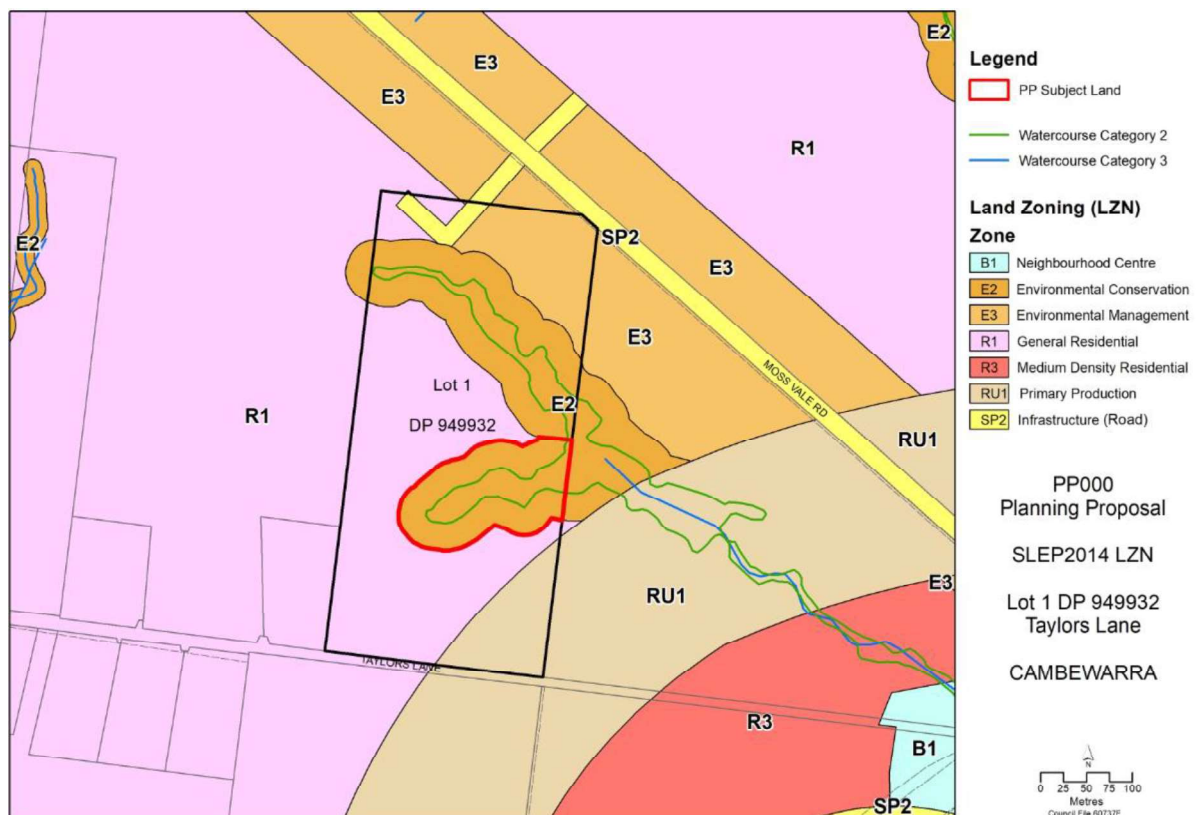 E2
E3
E3
R1
E2
SP2
E3
E3
MOSS VALE RD
Lot 1
DP 949932
R1
E2
RU1
E3
RU1
TAYLORS LANE
R3
B1
SP2
Legend
PP Subject Land
Watercourse Category 2
Watercourse Category 3
Land Zoning (LZN)
Zone
B1 Neighbourhood Centre
E2 Environmental Conservation
E3 Environmental Management
R1 General Residential
R3 Medium Density Residential
RU1 Primary Production
SP2 Infrastructure (Road)
PP000
Planning Proposal
SLEP2014 LZN
Lot 1 DP 949932
Taylors Lane
CAMBEWARRA
N
0 25 50 75 100
Metres
Council File 60737E